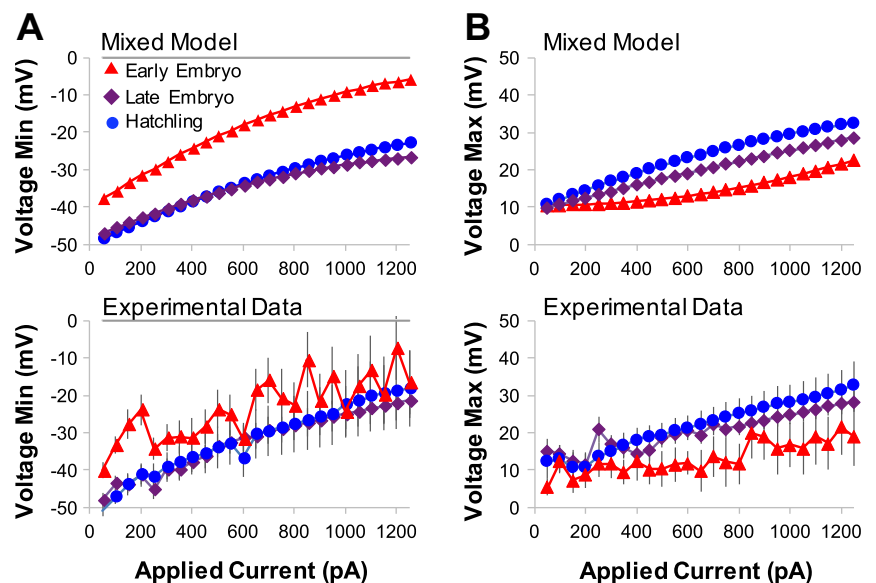 A
Mixed Model
Early Embryo
Late Embryo
Hatchling
Voltage Min (mV)
0
-10
-20
-30
-40
-50
0 200 400 600 800 1000 1200
B
Mixed Model
Voltage Max (mV)
50
40
30
20
10
0
0 200 400 600 800 1000 1200
Experimental Data
Voltage Min (mV)
0
-10
-20
-30
-40
-50
0 200 400 600 800 1000 1200
Applied Current (pA)
Experimental Data
Voltage Max (mV)
50
40
30
20
10
0
0 200 400 600 800 1000 1200
Applied Current (pA)